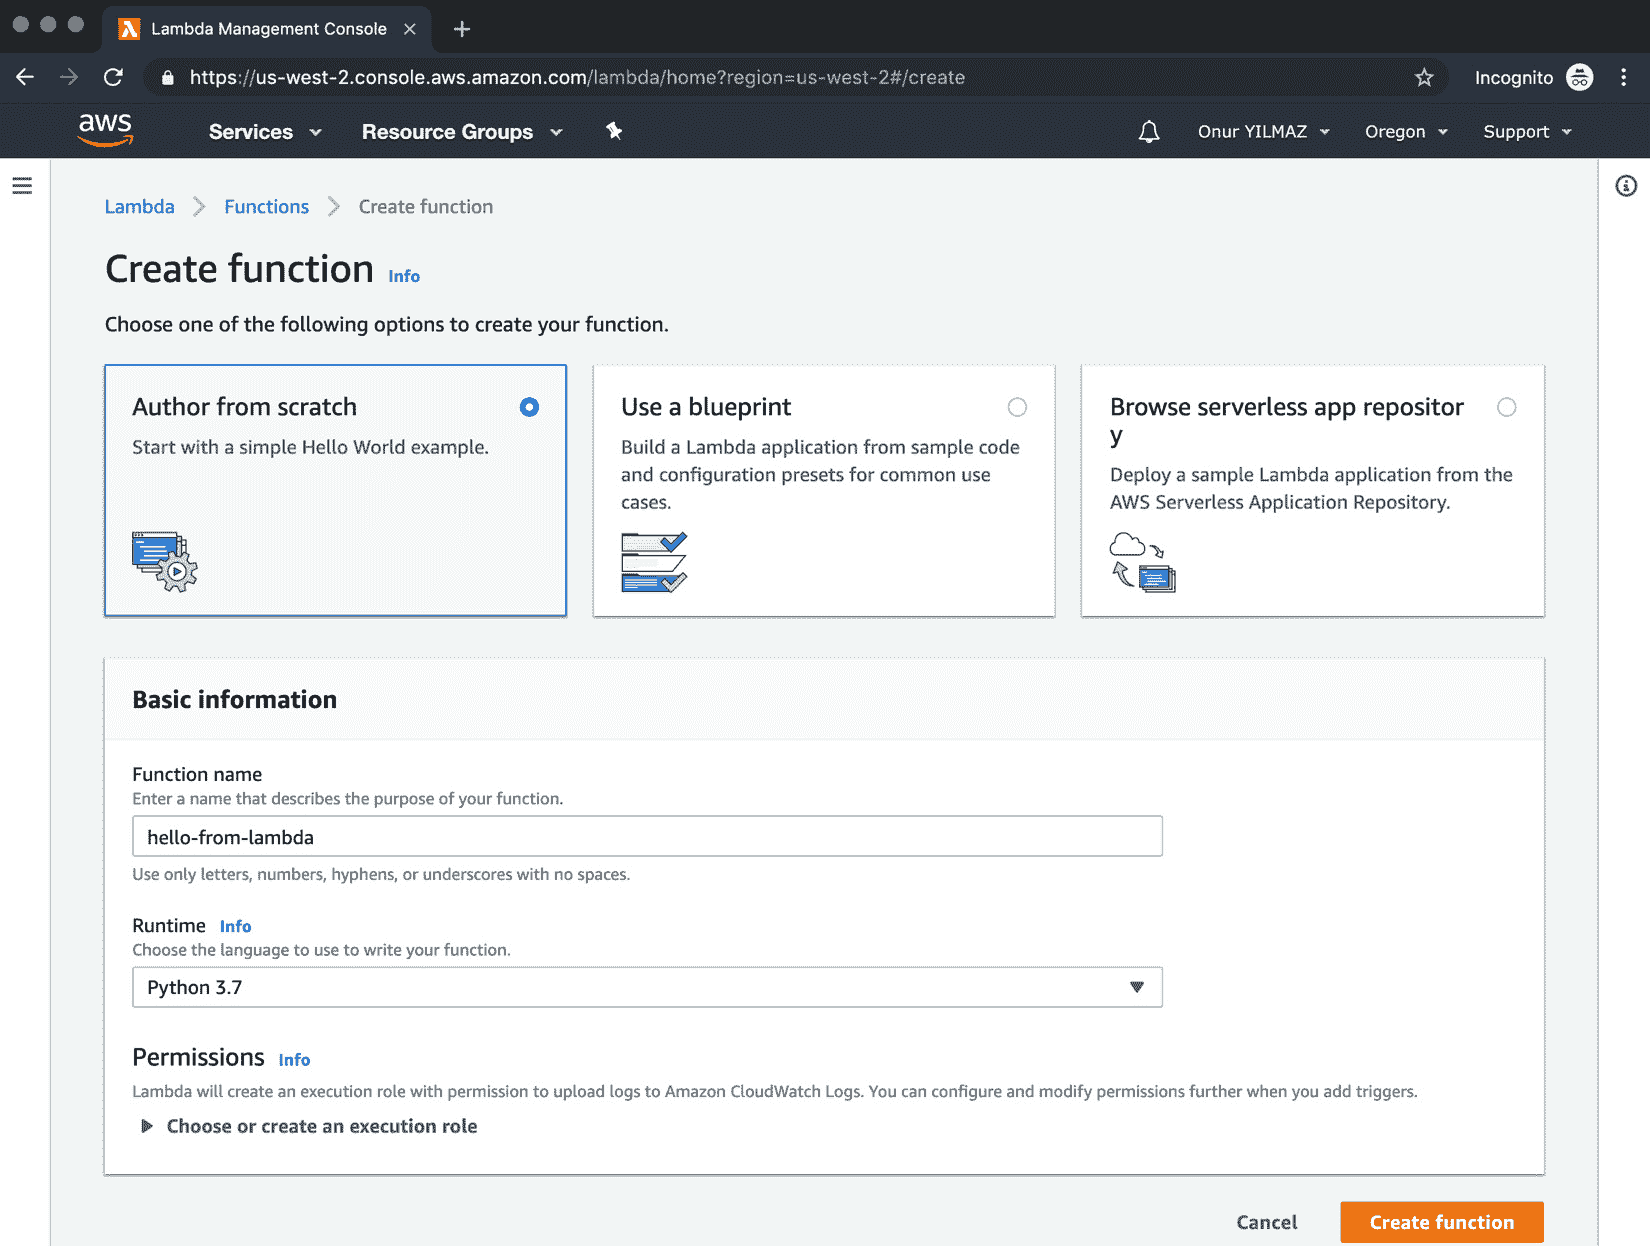 Lambda Management Console
https://us-west-2.console.aws.amazon.com/lambda/home?region=us-west-2#/create
Incognito
aws
Services
Resource Groups
Onur YILMAZ
Oregon
Support
Lambda
Functions
Create function
Create function Info
Choose one of the following options to create your function.
Author from scratch
Start with a simple Hello World example.
Use a blueprint
Build a Lambda application from sample code
and configuration presets for common use
cases.
Browse serverless app repositor
y
Deploy a sample Lambda application from the
AWS Serverless Application Repository.
Basic information
Function name
Enter a name that describes the purpose of your function.
hello-from-lambda
Use only letters, numbers, hyphens, or underscores with no spaces.
Runtime Info
Choose the language to use to write your function.
Python 3.7
Permissions Info
Lambda will create an execution role with permission to upload logs to Amazon CloudWatch Logs. You can configure and modify permissions further when you add triggers.
Choose or create an execution role
Cancel
Create function